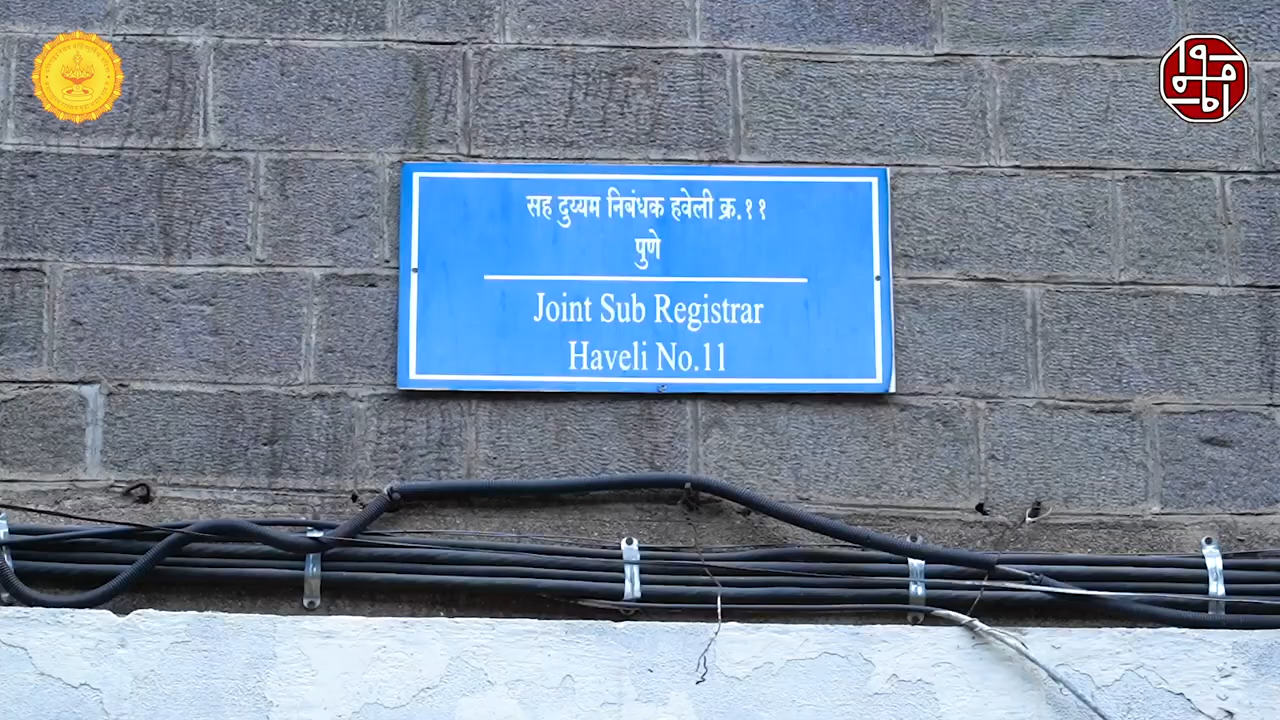 सह दुय्यम निबंधक हवेली क्र.११
पुणे
Joint Sub Registrar
Haveli No.11